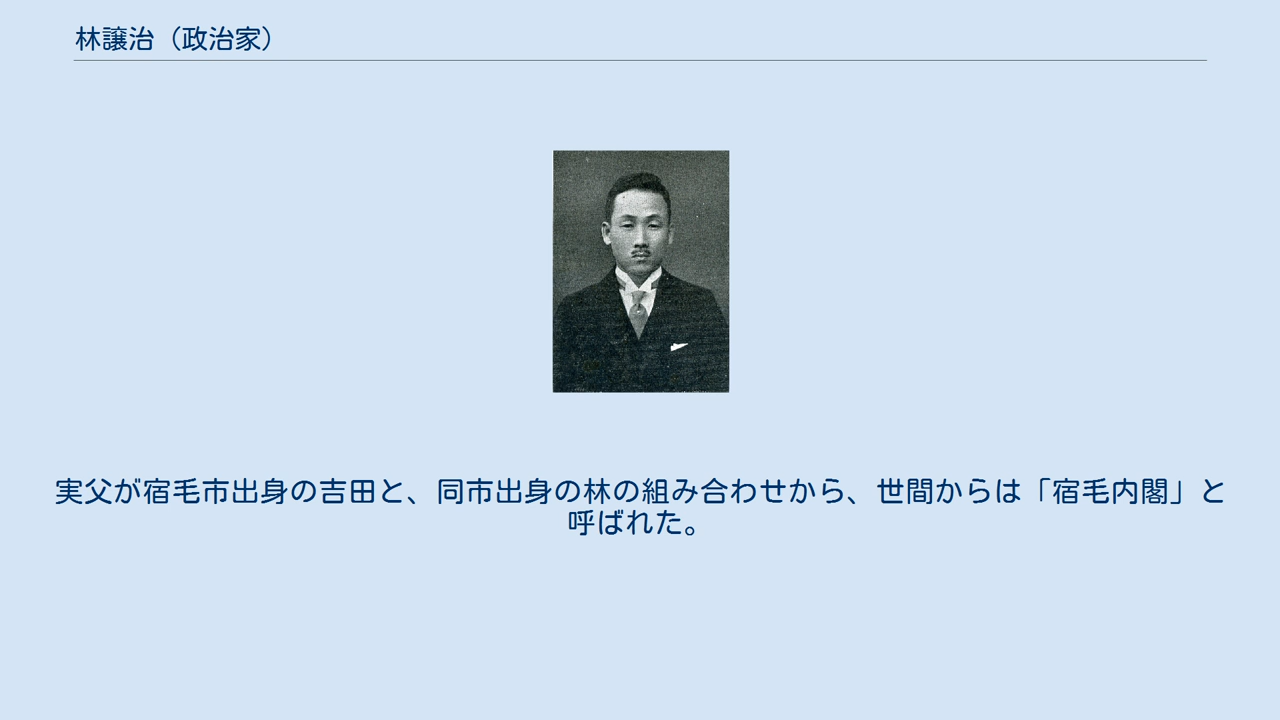 林譲治（政治家）
実父が宿毛市出身の吉田と、同市出身の林の組み合わせから、世間からは「宿毛内閣」と
呼ばれた。